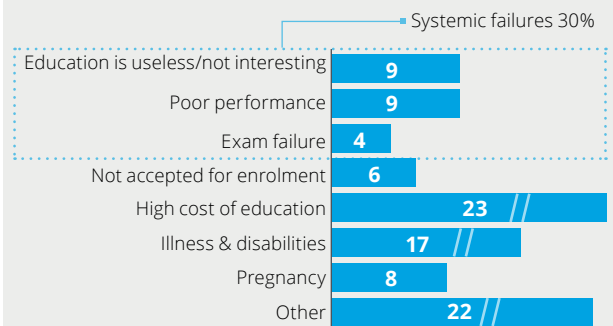 Systemic failures 30%
Education is useless/not interesting 9
Poor performance 9
Exam failure 4
Not accepted for enrolment 6
High cost of education 23
Illness & disabilities 17
Pregnancy 8
Other 22